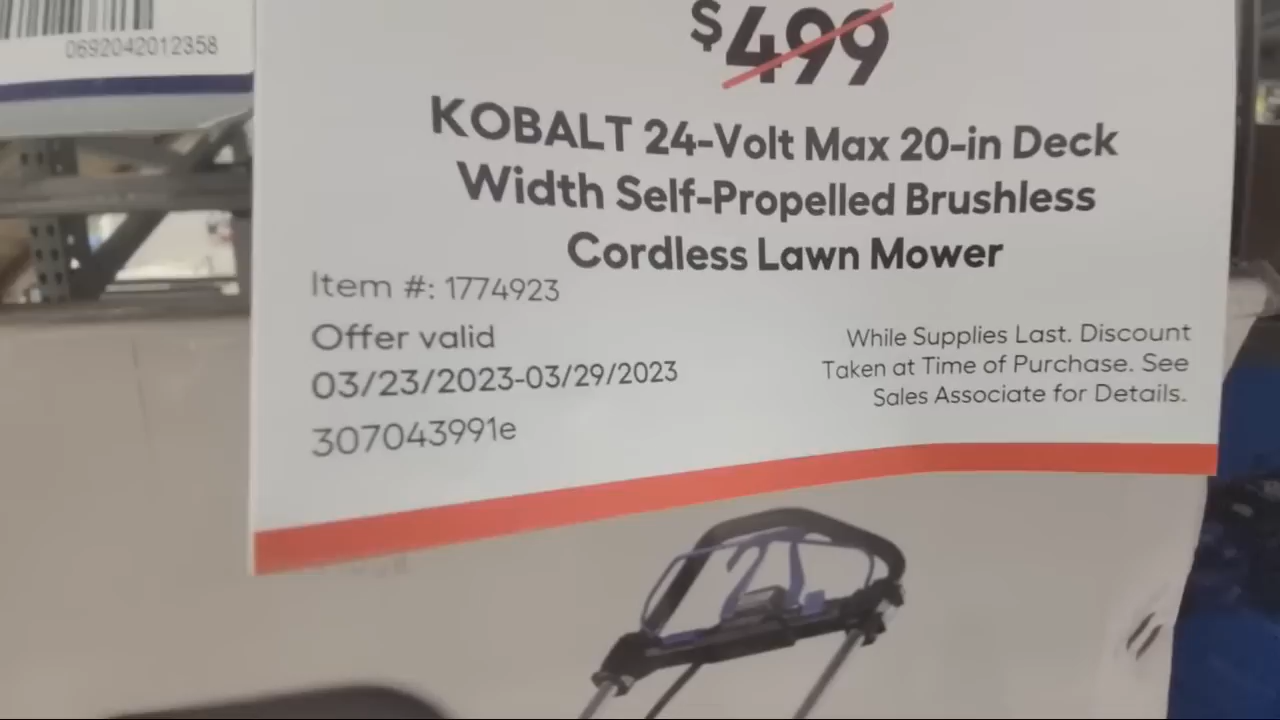 0692042012358
$499
KOBALT 24-Volt Max 20-in Deck
Width Self-Propelled Brushless
Cordless Lawn Mower
Item #: 1774923
Offer valid
03/23/2023-03/29/2023
307043991e
While Supplies Last. Discount
Taken at Time of Purchase. See
Sales Associate for Details.